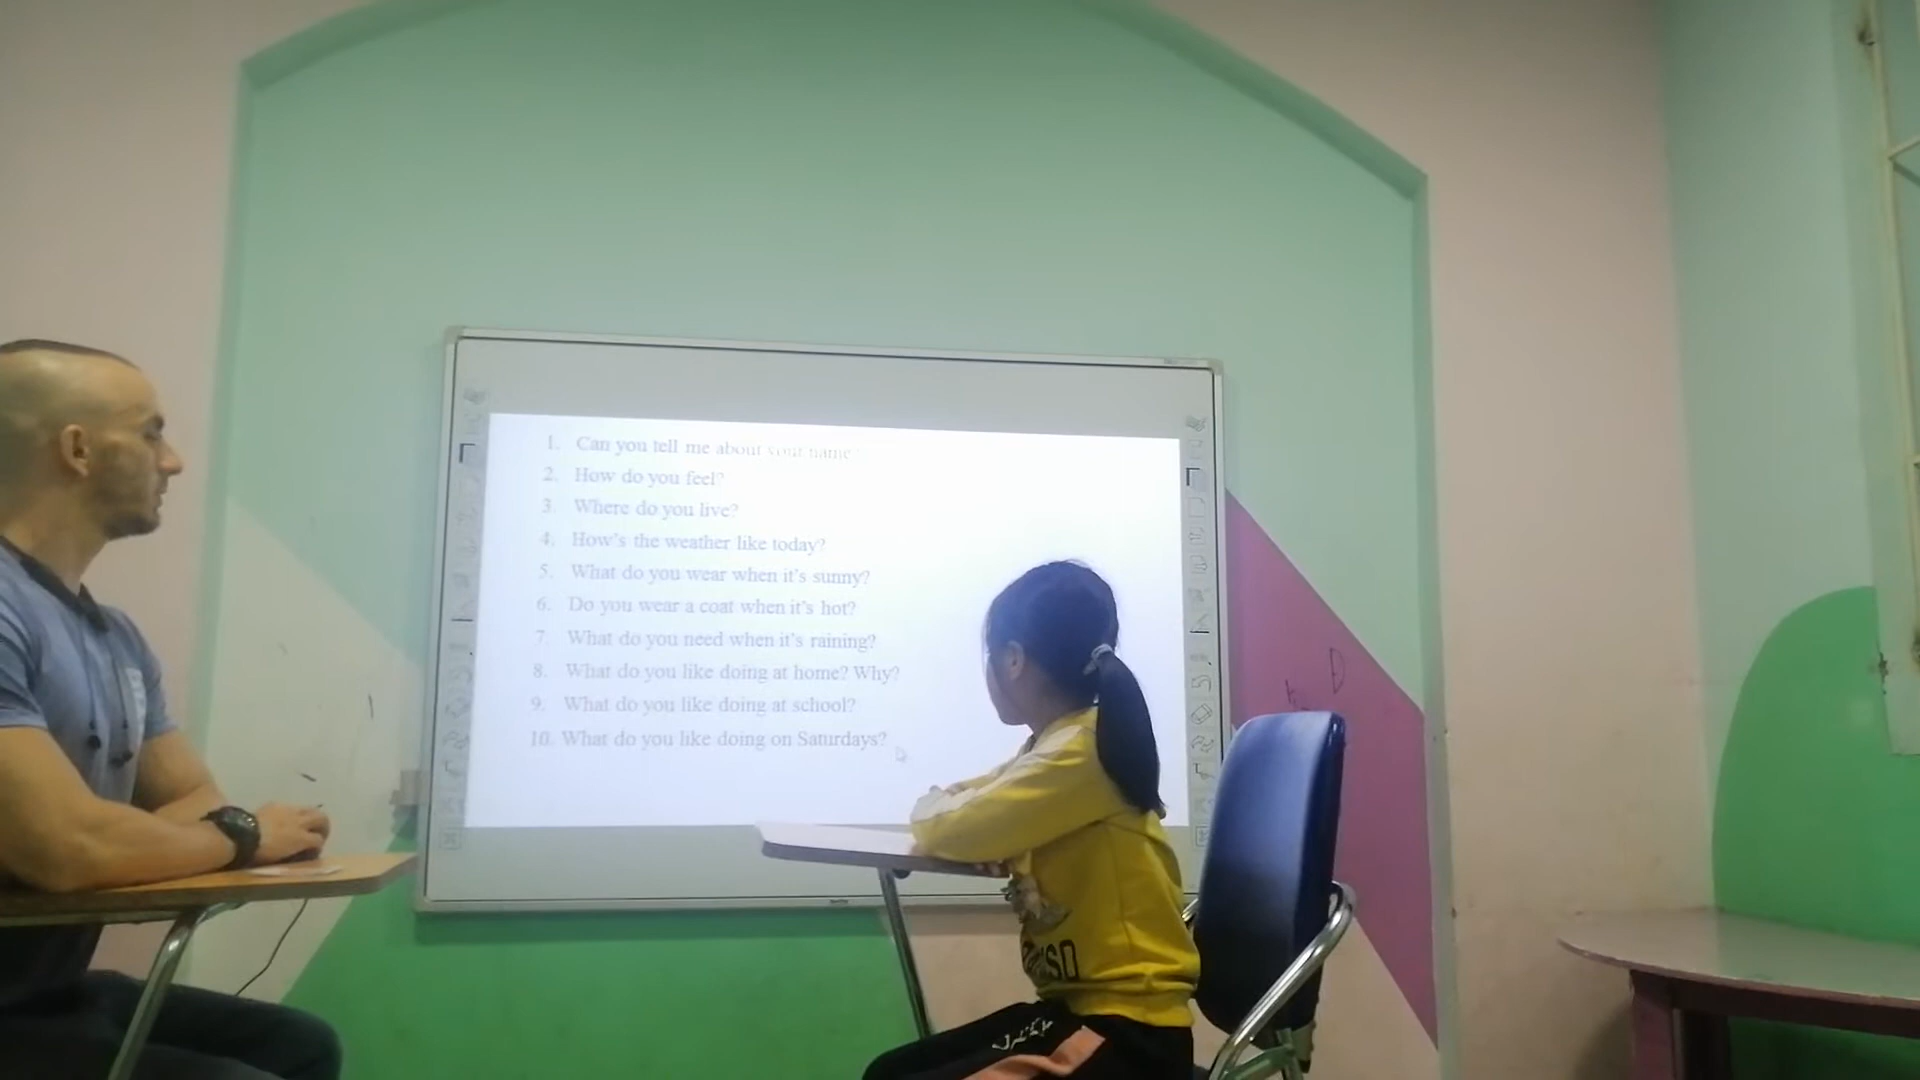 1. Can you tell me about your name?
2. How do you feel?
3. Where do you live?
4. How's the weather like today?
5. What do you wear when it's sunny?
6. Do you wear a coat when it's hot?
7. What do you need when it's raining?
8. What do you like doing at home? Why?
9. What do you like doing at school?
10. What do you like doing on Saturdays?
D